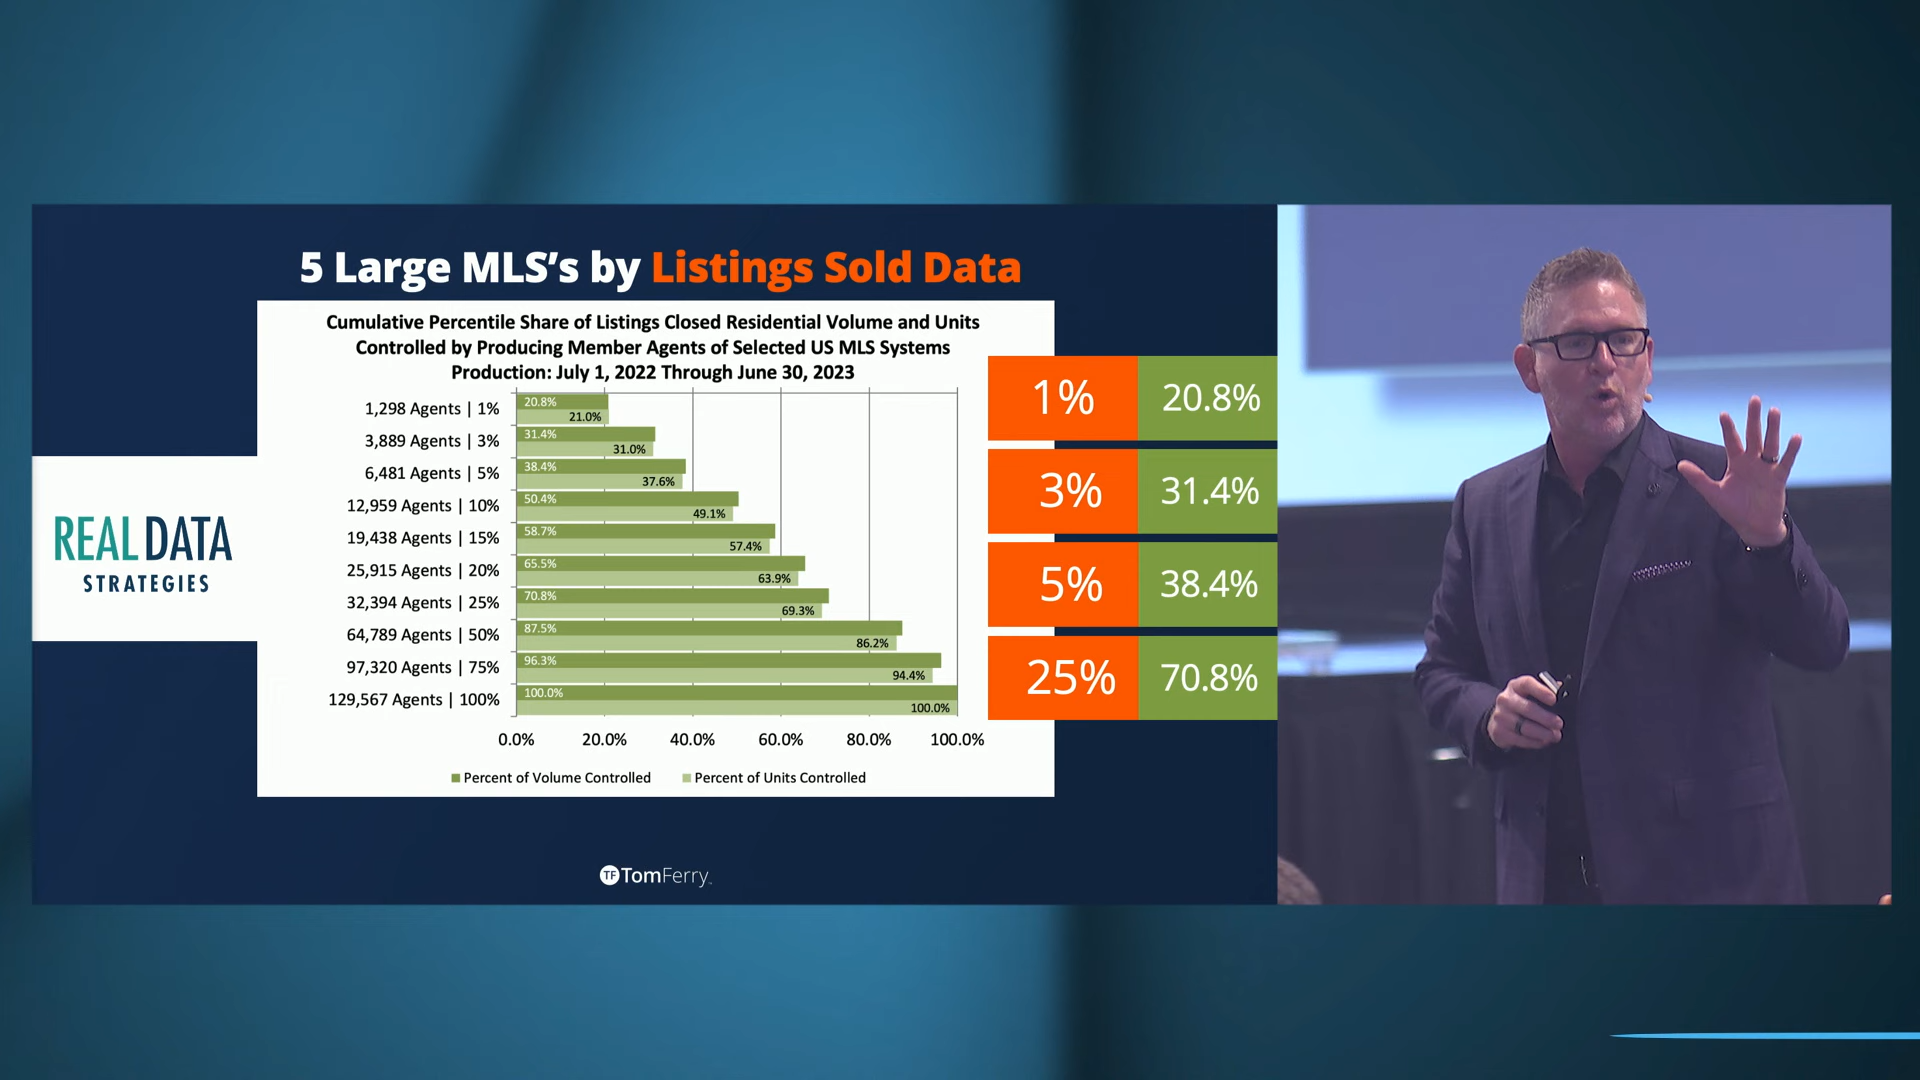 5 Large MLS's by Listings Sold Data
Cumulative Percentile Share of Listings Closed Residential Volume and Units
Controlled by Producing Member Agents of Selected US MLS Systems
Production: July 1, 2022 Through June 30, 2023
1,298 Agents | 1%
20.8%
21.0%
3,889 Agents | 3%
31.4%
31.0%
6,481 Agents | 5%
38.4%
37.6%
12,959 Agents | 10%
50.4%
49.1%
19,438 Agents | 15%
58.7%
57.4%
25,915 Agents | 20%
65.5%
63.9%
32,394 Agents | 25%
70.8%
69.3%
64,789 Agents | 50%
87.5%
86.2%
97,320 Agents | 75%
96.3%
94.4%
129,567 Agents | 100%
100.0%
100.0%
0.0% 20.0% 40.0% 60.0% 80.0% 100.0%
Percent of Volume Controlled Percent of Units Controlled
REAL DATA
STRATEGIES
1% 20.8%
3% 31.4%
5% 38.4%
25% 70.8%
TF TomFerry